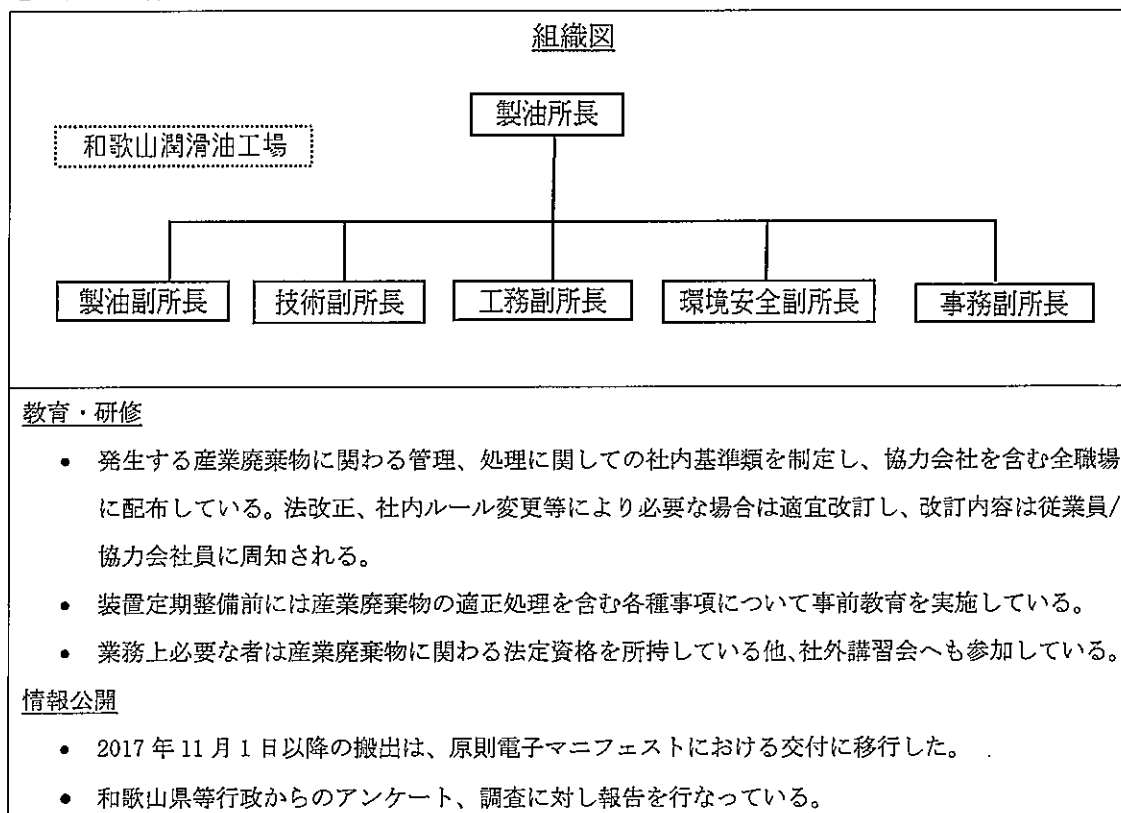 組織図
製油所長
和歌山潤滑油工場
製油副所長 技術副所長 工務副所長 環境安全副所長 事務副所長
教育・研修
• 発生する産業廃棄物に関わる管理、処理に関しての社内基準類を制定し、協力会社を含む全職場
に配布している。法改正、社内ルール変更等により必要な場合は適宜改訂し、改訂内容は従業員/
協力会社員に周知される。
• 装置定期整備前には産業廃棄物の適正処理を含む各種事項について事前教育を実施している。
• 業務上必要な者は産業廃棄物に関わる法定資格を所持している他、社外講習会へも参加している。
情報公開
• 2017年11月1日以降の搬出は、原則電子マニフェストにおける交付に移行した。
• 和歌山県等行政からのアンケート、調査に対し報告を行なっている。